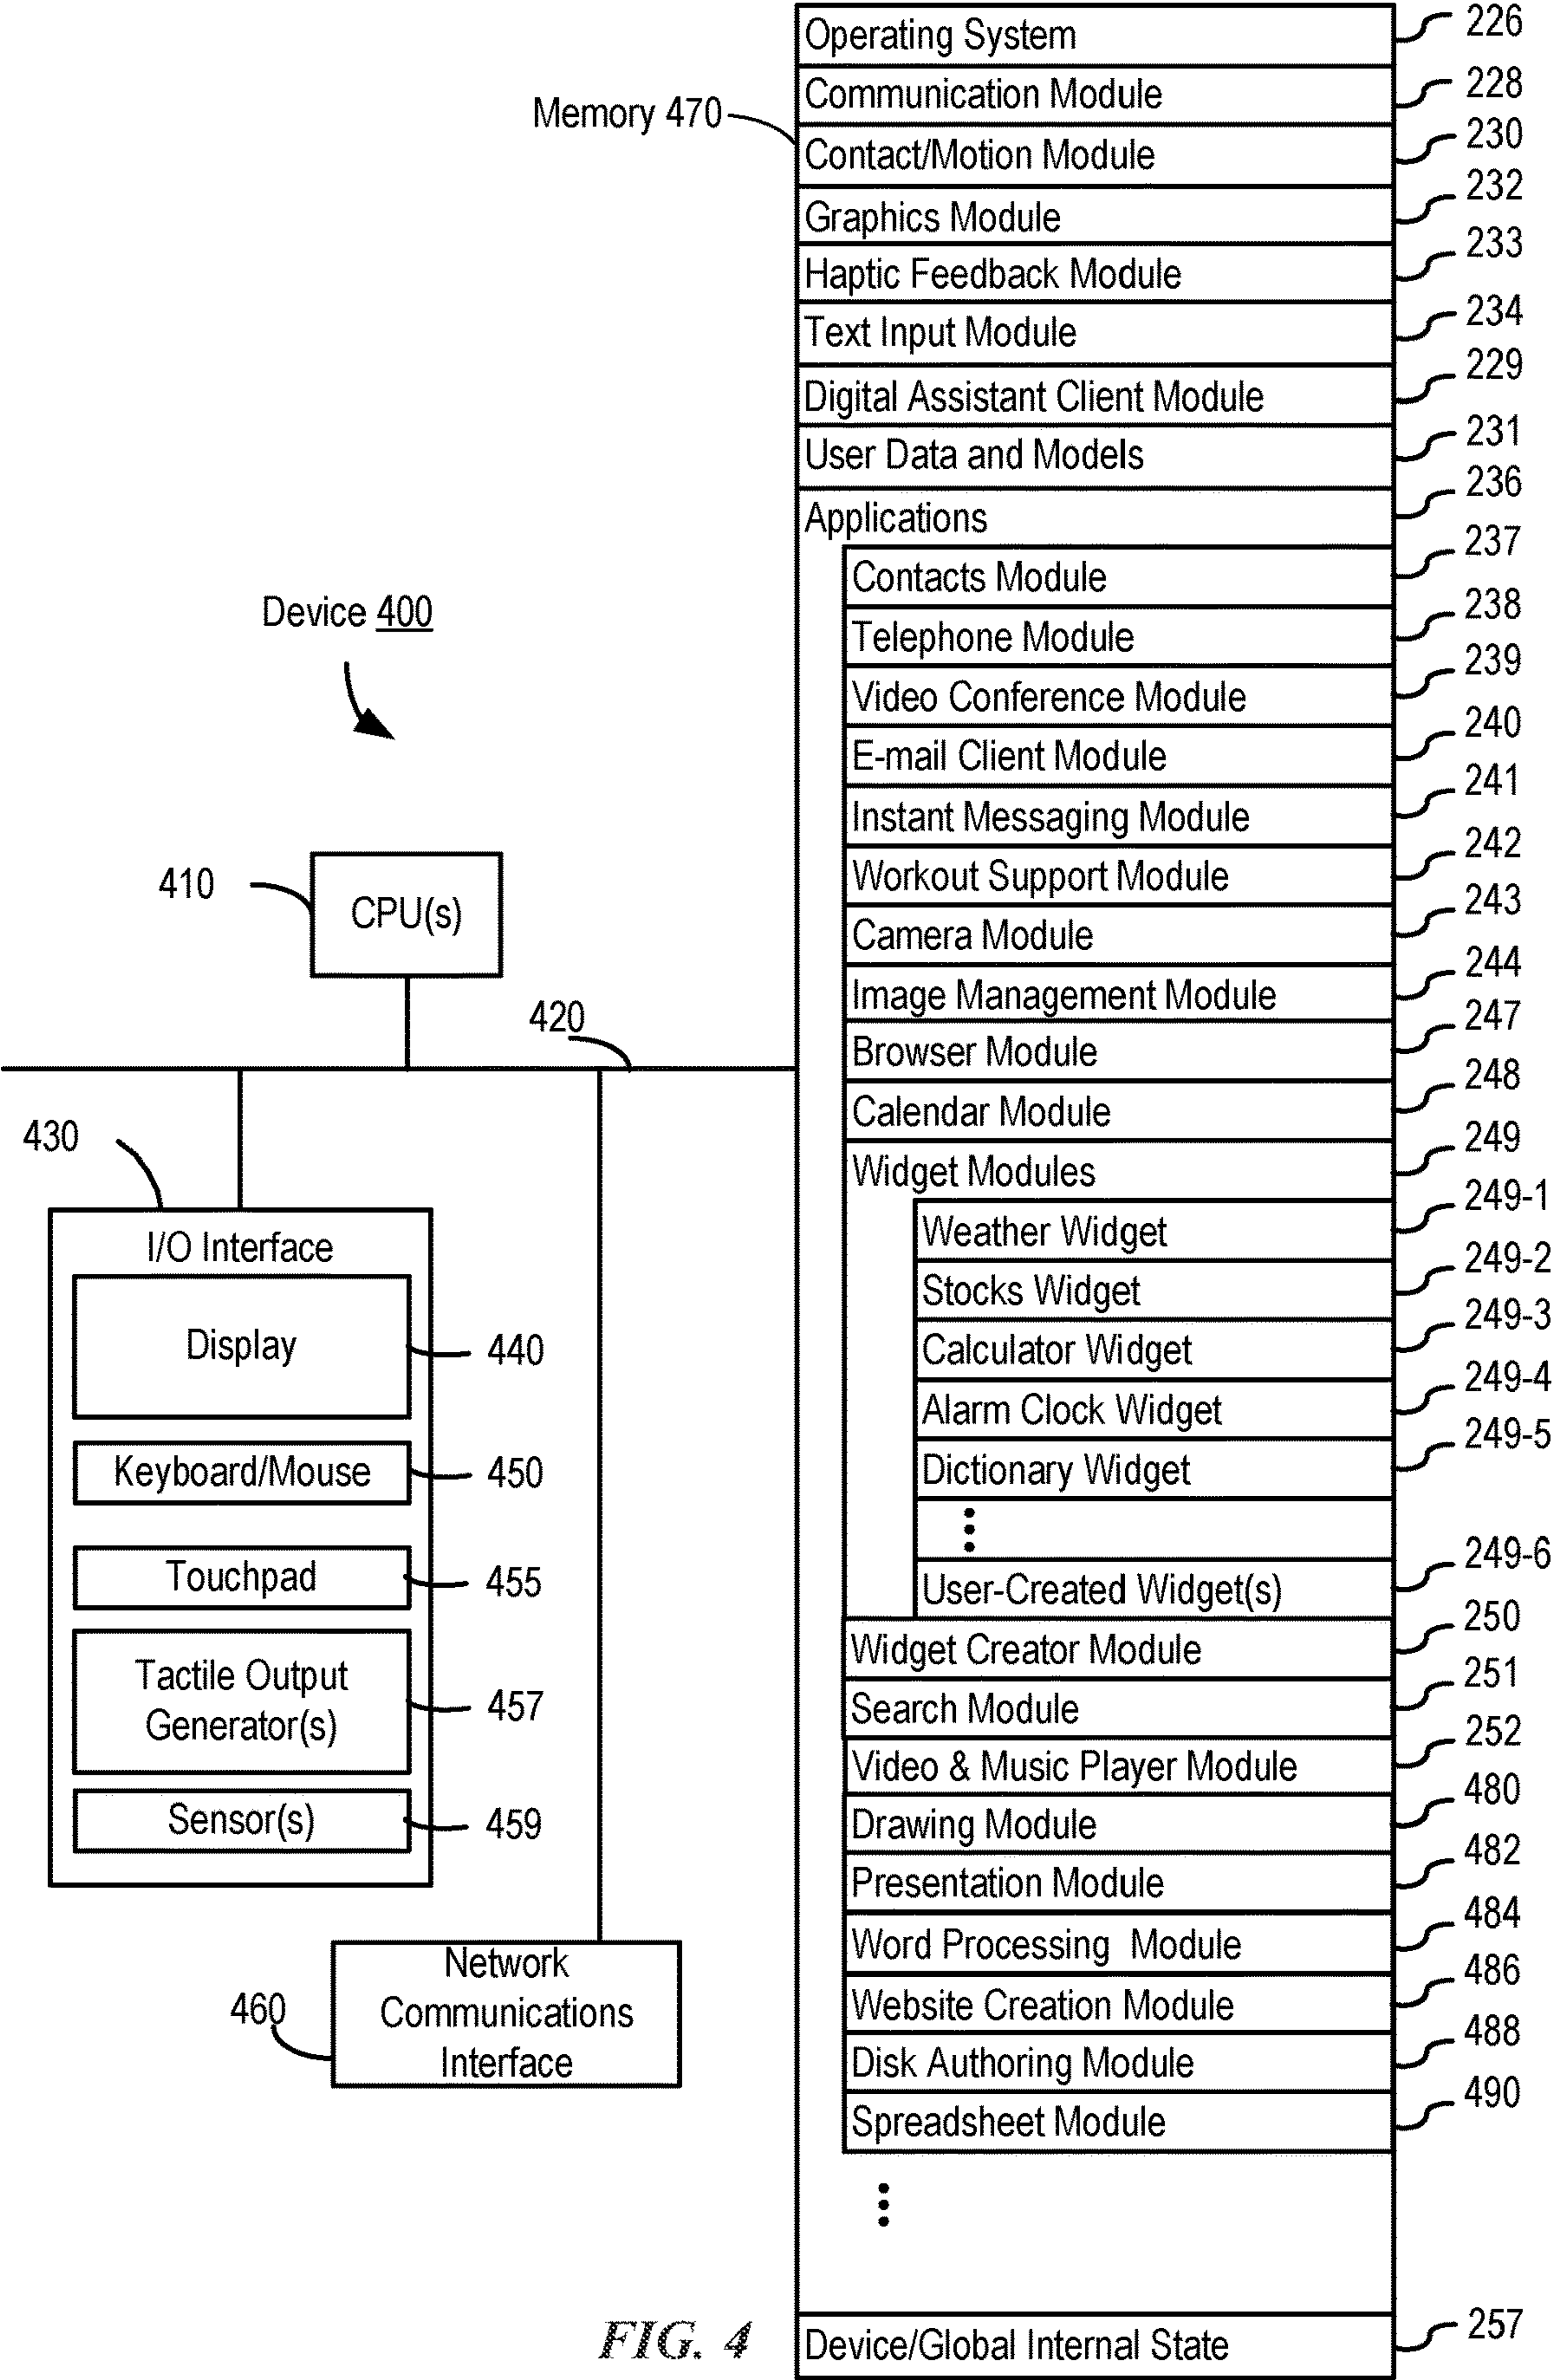 Operating System 226
Communication Module 228
Memory 470
Contact/Motion Module 230
Graphics Module 232
Haptic Feedback Module 233
Text Input Module 234
Digital Assistant Client Module 229
User Data and Models 231
Applications 236
Contacts Module 237
Device 400
Telephone Module 238
Video Conference Module 239
E-mail Client Module 240
Instant Messaging Module 241
Workout Support Module 242
410
CPU(s)
Camera Module 243
Image Management Module 244
420
Browser Module 247
Calendar Module 248
430
Widget Modules 249
I/O Interface
Weather Widget 249-1
Stocks Widget 249-2
Display 440
Calculator Widget 249-3
Alarm Clock Widget 249-4
Keyboard/Mouse 450
Dictionary Widget 249-5
Touchpad 455
User-Created Widget(s) 249-6
Widget Creator Module 250
Tactile Output
Generator(s) 457
Search Module 251
Video & Music Player Module 252
Sensor(s) 459
Drawing Module 480
Presentation Module 482
Word Processing Module 484
460
Network
Communications
Interface
Website Creation Module 486
Disk Authoring Module 488
Spreadsheet Module 490
FIG. 4
Device/Global Internal State 257